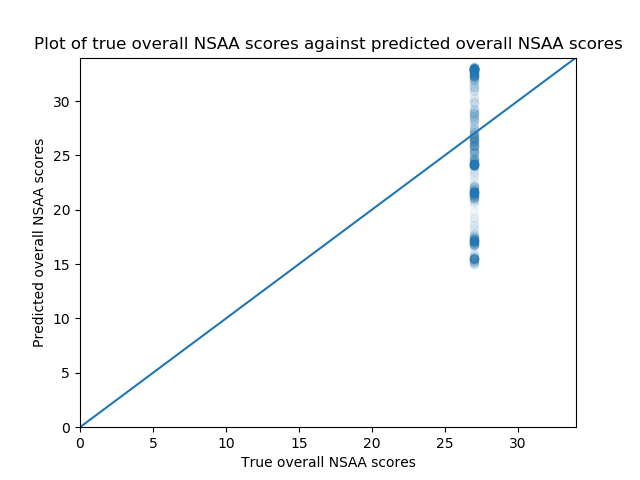 Plot of true overall NSAA scores against predicted overall NSAA scores
30
25
20
15
10
5
0
Predicted overall NSAA scores
0 5 10 15 20 25 30
True overall NSAA scores